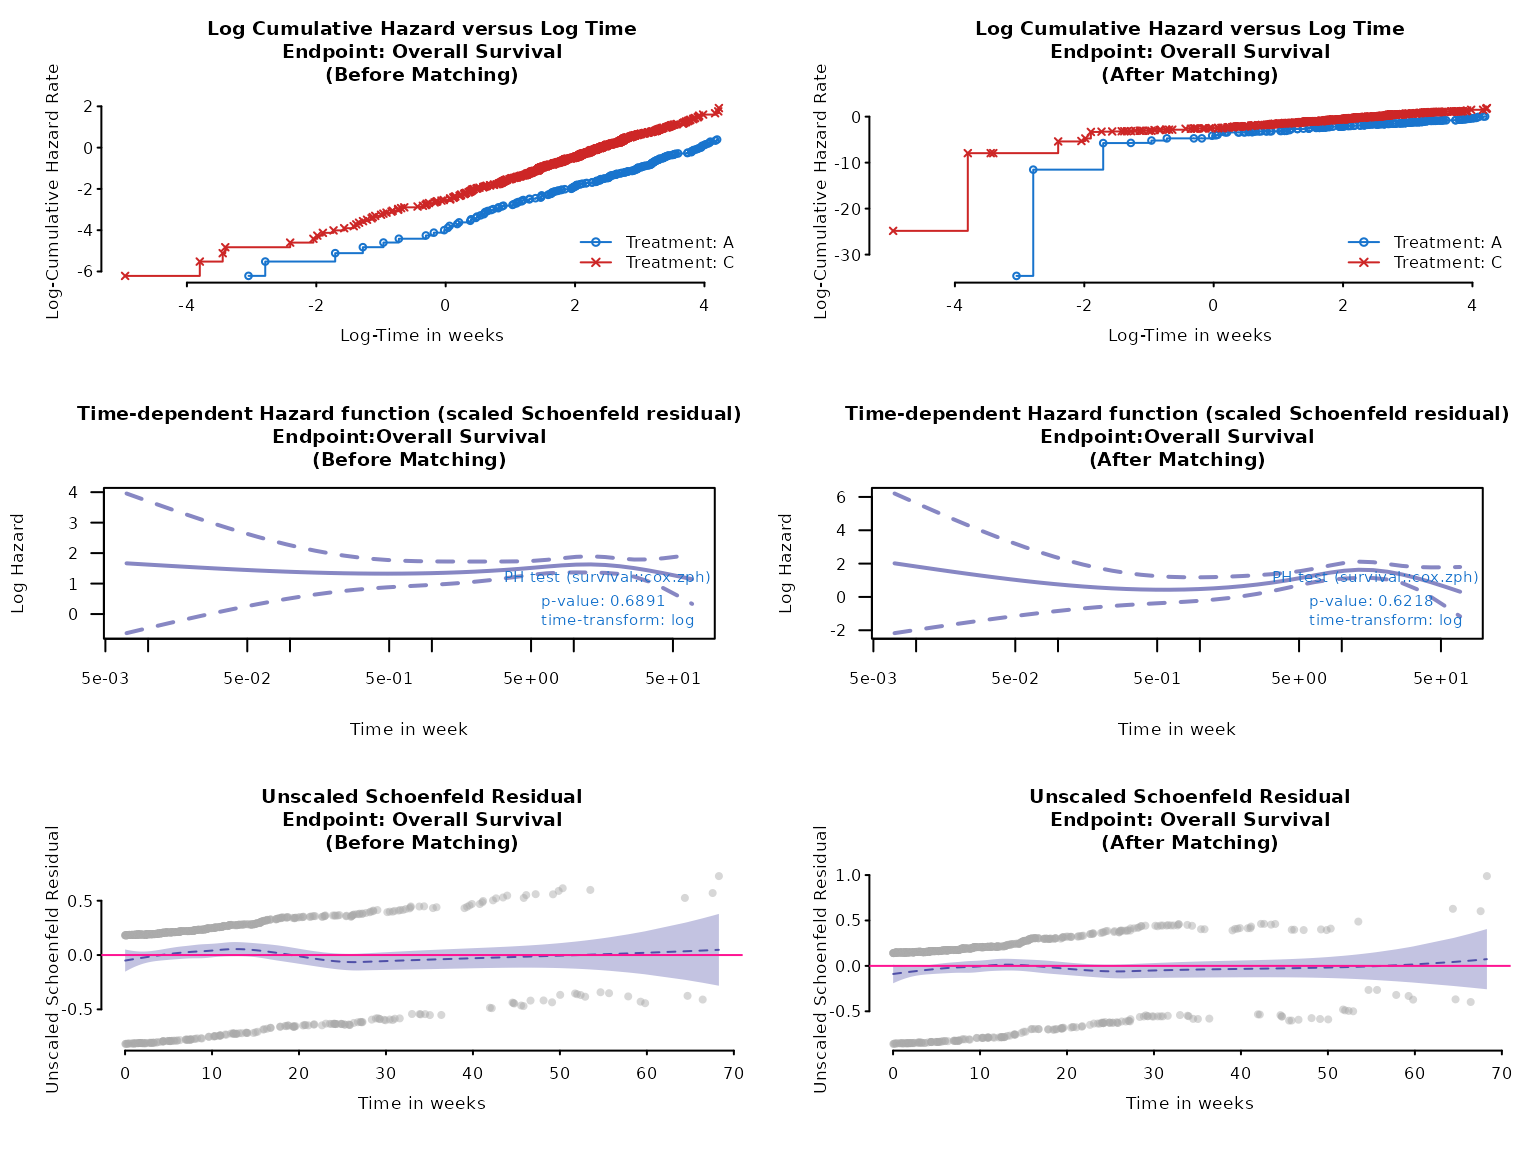 Log Cumulative Hazard versus Log Time
Endpoint: Overall Survival
(Before Matching)
Log-Cumulative Hazard Rate
2
0
-2
-4
-6
Treatment: A
Treatment: C
-4 -2 0 2 4
Log-Time in weeks
Log Cumulative Hazard versus Log Time
Endpoint: Overall Survival
(After Matching)
Log-Cumulative Hazard Rate
0
-10
-20
-30
Treatment: A
Treatment: C
-4 -2 0 2 4
Log-Time in weeks
Time-dependent Hazard function (scaled Schoenfeld residual)
Endpoint:Overall Survival
(Before Matching)
Log Hazard
4
3
2
1
0
PH test (survival::cox.zph)
p-value: 0.6891
time-transform: log
5e-03 5e-02 5e-01 5e+00 5e+01
Time in week
Time-dependent Hazard function (scaled Schoenfeld residual)
Endpoint:Overall Survival
(After Matching)
Log Hazard
6
4
2
0
-2
PH test (survival::cox.zph)
p-value: 0.6218
time-transform: log
5e-03 5e-02 5e-01 5e+00 5e+01
Time in week
Unscaled Schoenfeld Residual
Endpoint: Overall Survival
(Before Matching)
Unscaled Schoenfeld Residual
0.5
0.0
-0.5
0 10 20 30 40 50 60 70
Time in weeks
Unscaled Schoenfeld Residual
Endpoint: Overall Survival
(After Matching)
Unscaled Schoenfeld Residual
1.0
0.5
0.0
-0.5
0 10 20 30 40 50 60 70
Time in weeks